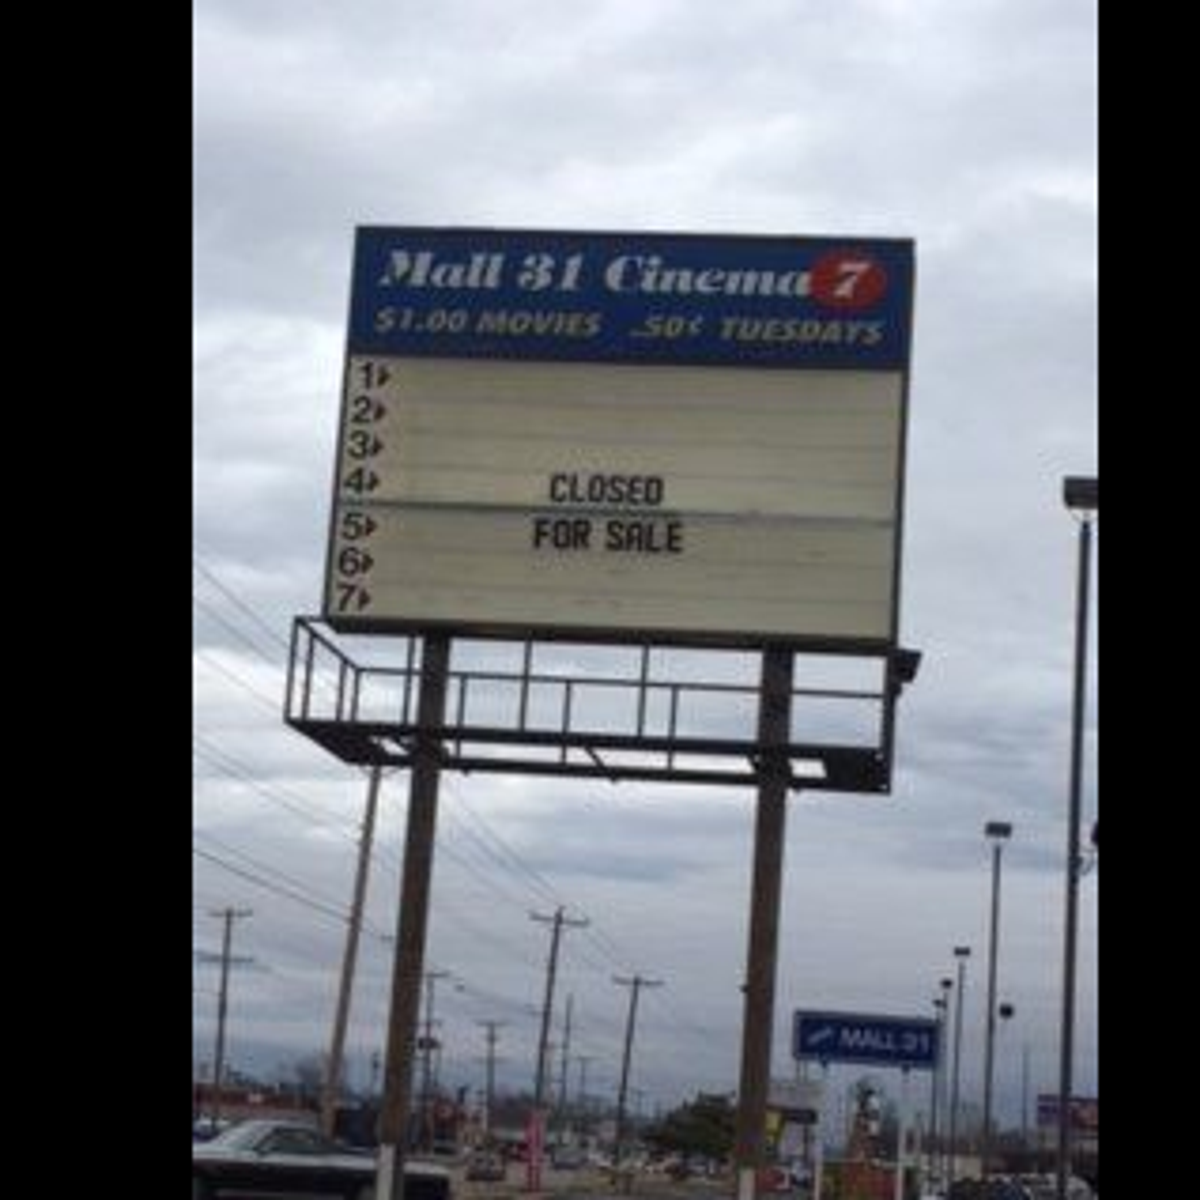 Mall 31 Cinema 7
$1.00 MOVIES .50¢ TUESDAYS
1
2
3
4 CLOSED
5 FOR SALE
6
7
MALL 31